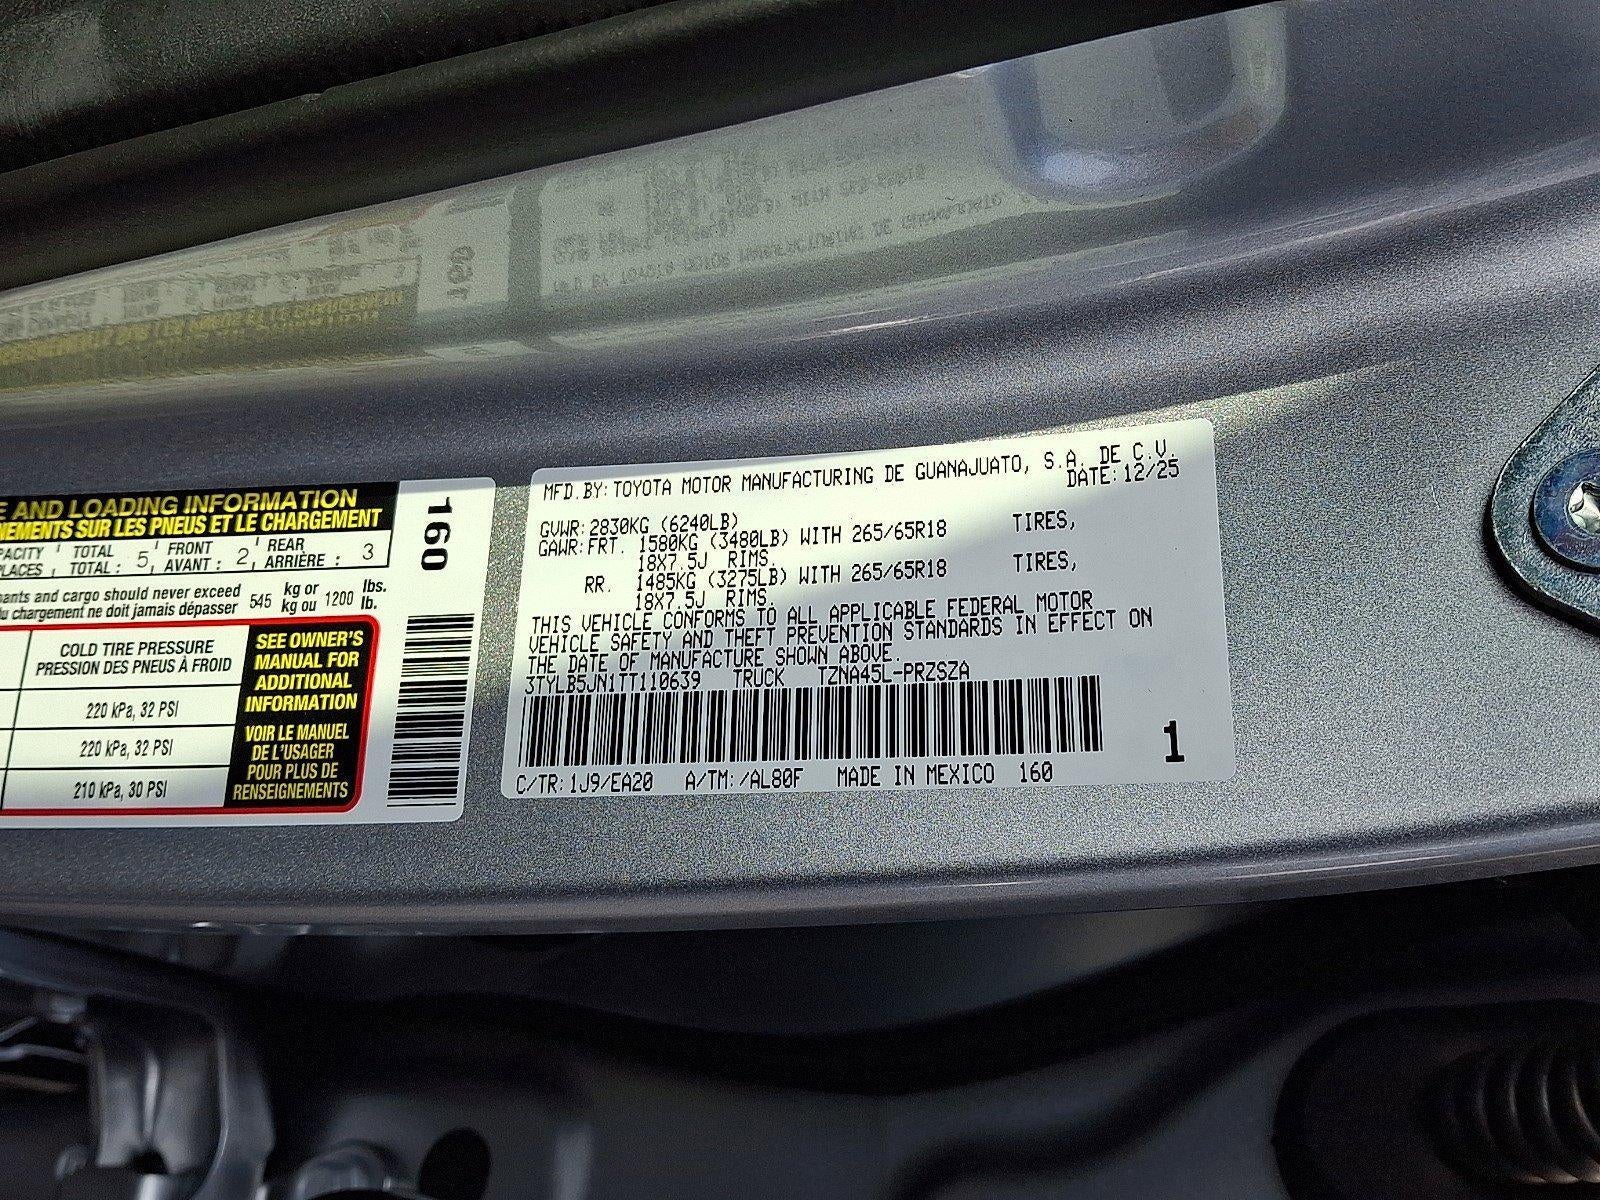 E AND LOADING INFORMATION
NEMENTS SUR LES PNEUS ET LE CHARGEMENT
PACITY TOTAL 5 FRONT 2 REAR 3
PLACES TOTAL : AVANT : ARRIÈRE :
pants and cargo should never exceed 545 kg or 1200 lbs.
du chargement ne doit jamais dépasser kg ou lb.
COLD TIRE PRESSURE
PRESSION DES PNEUS À FROID
220 kPa, 32 PSI
220 kPa, 32 PSI
210 kPa, 30 PSI
SEE OWNER'S
MANUAL FOR
ADDITIONAL
INFORMATION
VOIR LE MANUEL
DE L'USAGER
POUR PLUS DE
RENSEIGNEMENTS
160
MFD.BY:TOYOTA MOTOR MANUFACTURING DE GUANAJUATO, S.A. DE C.V.
DATE:12/25
GVWR:2830KG (6240LB)
GAWR:FRT. 1580KG (3480LB) WITH 265/65R18 TIRES,
18X7.5J RIMS.
RR. 1485KG (3275LB) WITH 265/65R18 TIRES,
18X7.5J RIMS.
THIS VEHICLE CONFORMS TO ALL APPLICABLE FEDERAL MOTOR
VEHICLE SAFETY AND THEFT PREVENTION STANDARDS IN EFFECT ON
THE DATE OF MANUFACTURE SHOWN ABOVE.
3TYLB5JN1TT110639 TRUCK TZNA45L-PRZSZA
1
C/TR:1J9/EA20 A/TM:/AL80F MADE IN MEXICO 160